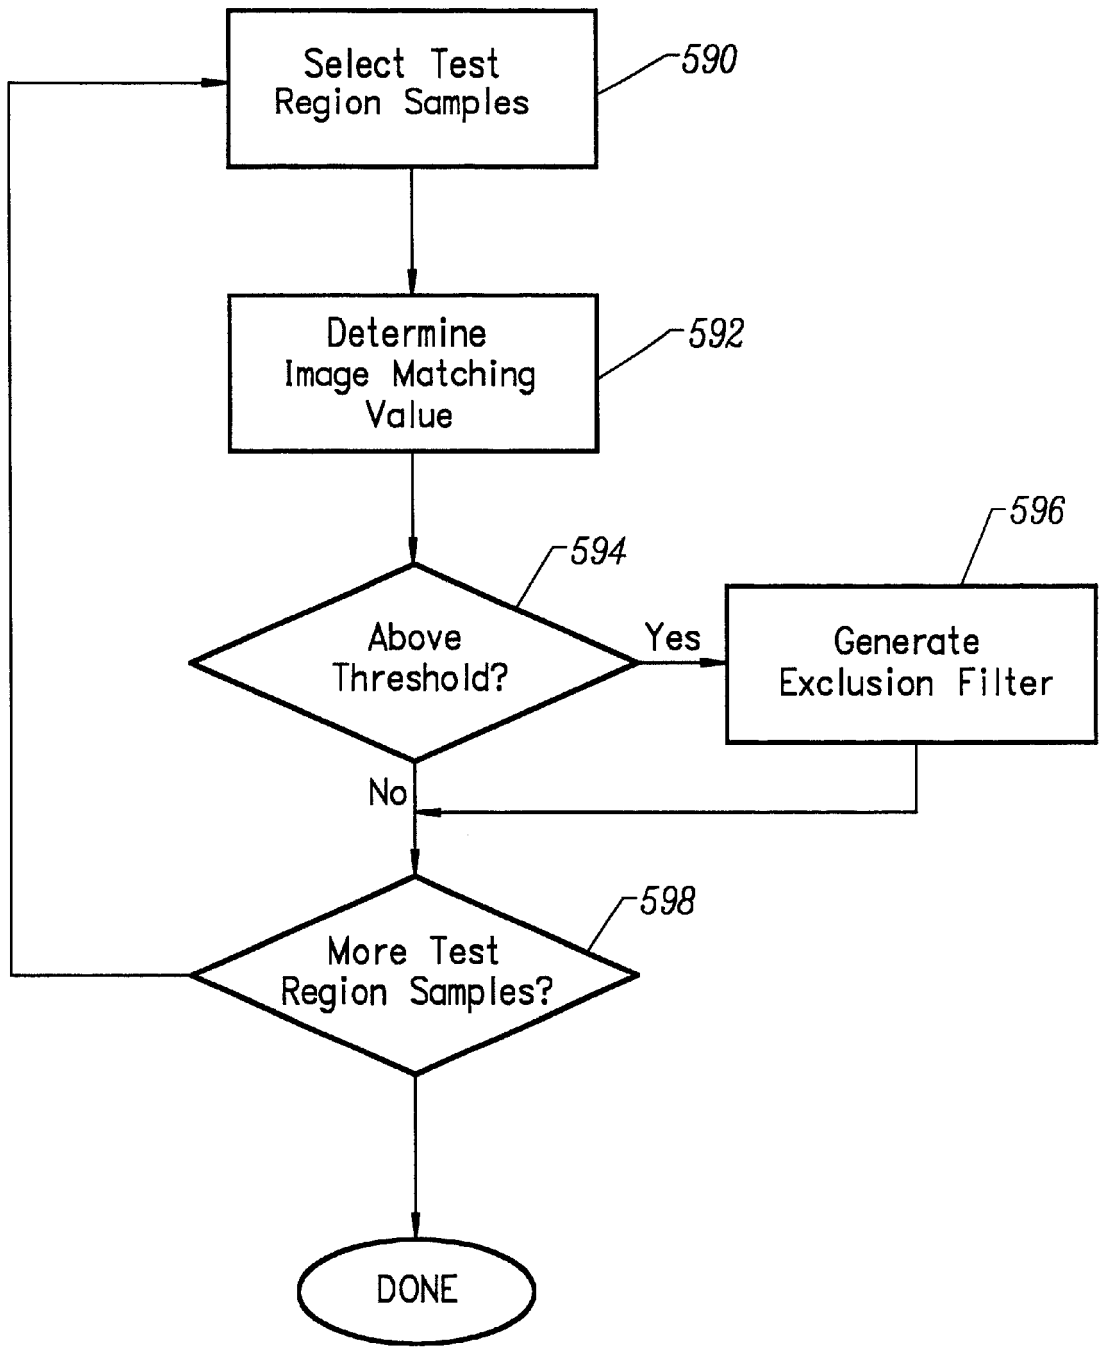 Select Test
Region Samples
590
Determine
Image Matching
Value
592
Above
Threshold?
594
Yes
Generate
Exclusion Filter
596
No
More Test
Region Samples?
598
DONE